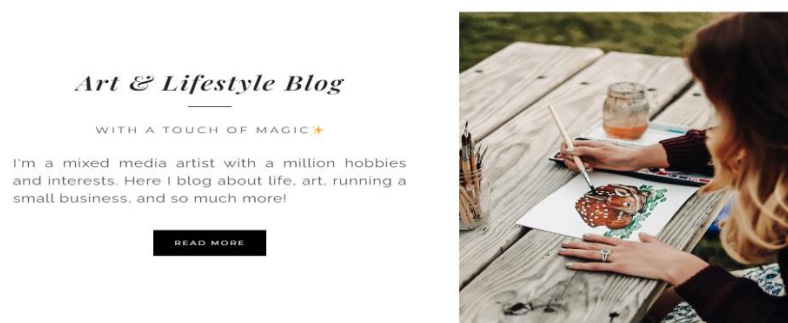 Art & Lifestyle Blog
WITH A TOUCH OF MAGIC✨
I'm a mixed media artist with a million hobbies
and interests. Here I blog about life, art, running a
small business, and so much more!
READ MORE